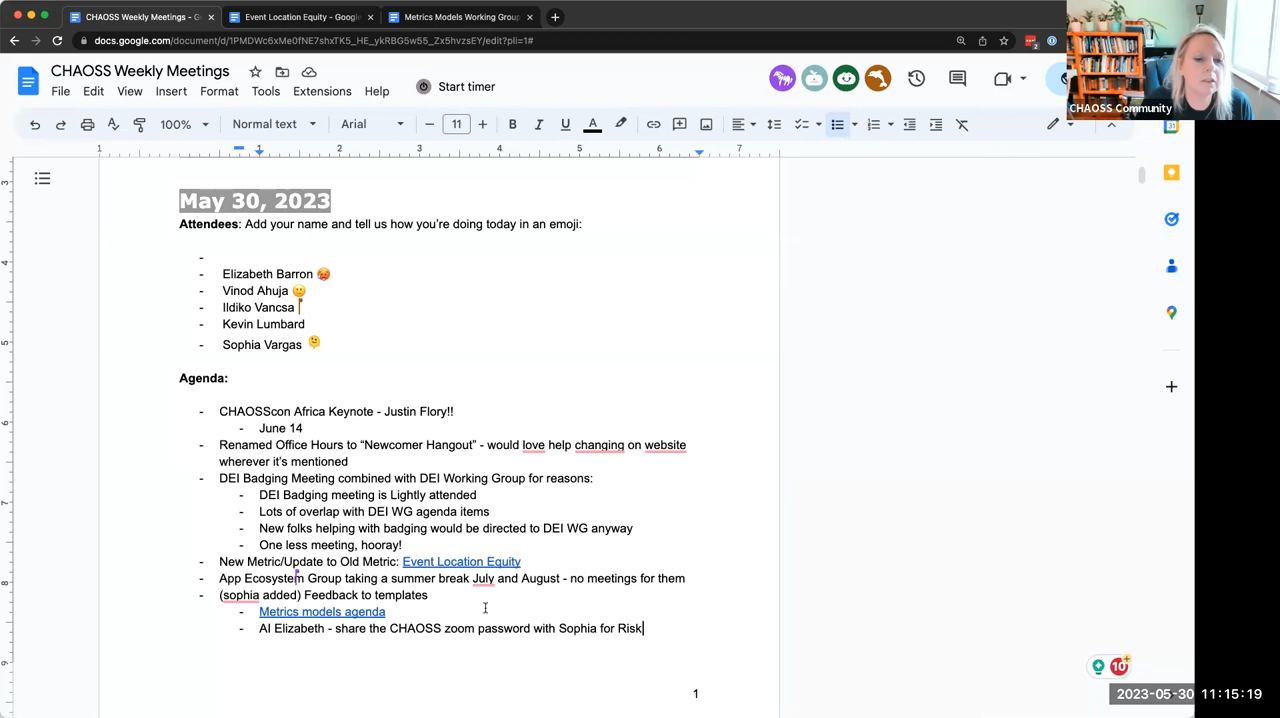 CHAOSS Weekly Meetings - G
Event Location Equity - Google
Metrics Models Working Group
docs.google.com/document/d/1PMDWc6xMe0fNE7shxTK5_HE_ykRBG5w55_Zx5hvzsEY/edit?pli=1#
CHAOSS Community
CHAOSS Weekly Meetings
File Edit View Insert Format Tools Extensions Help
Start timer
100% Normal text Arial 11
1 1 2 3 4 5 6 7
May 30, 2023
Attendees: Add your name and tell us how you’re doing today in an emoji:
-
- Elizabeth Barron 🥵
- Vinod Ahuja 🙂
- Ildiko Vancsa
- Kevin Lumbard
- Sophia Vargas 🫠
Agenda:
- CHAOSScon Africa Keynote - Justin Flory!!
- June 14
- Renamed Office Hours to “Newcomer Hangout” - would love help changing on website
wherever it’s mentioned
- DEI Badging Meeting combined with DEI Working Group for reasons:
- DEI Badging meeting is Lightly attended
- Lots of overlap with DEI WG agenda items
- New folks helping with badging would be directed to DEI WG anyway
- One less meeting, hooray!
- New Metric/Update to Old Metric: Event Location Equity
- App Ecosystem Group taking a summer break July and August - no meetings for them
- (sophia added) Feedback to templates
- Metrics models agenda
- AI Elizabeth - share the CHAOSS zoom password with Sophia for Risk
1
10
2023-05-30 11:15:19